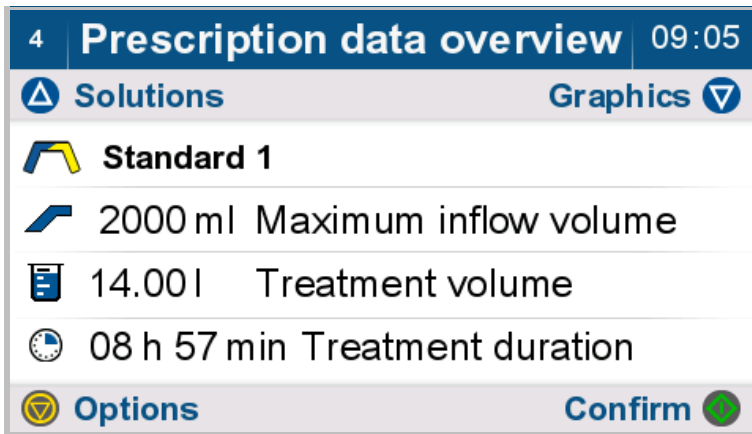 4 Prescription data overview 09:05
Solutions Graphics
Standard 1
2000 ml Maximum inflow volume
14.00 l Treatment volume
08 h 57 min Treatment duration
Options Confirm